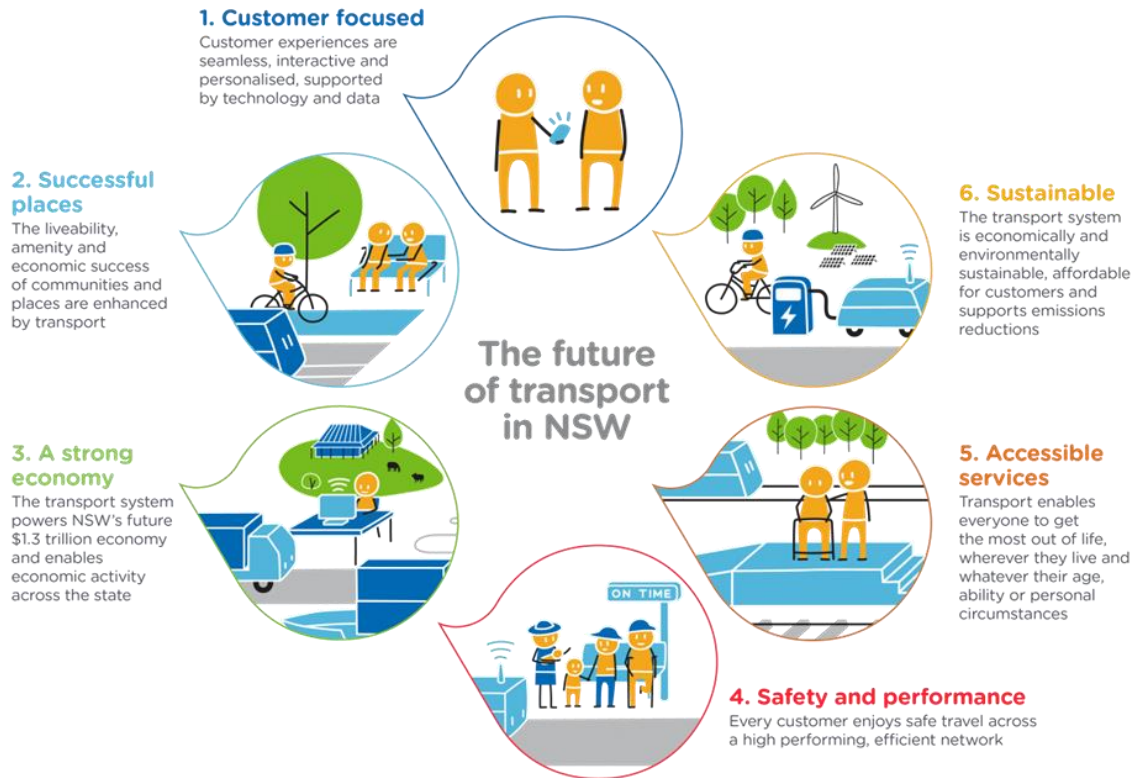 1. Customer focused
Customer experiences are
seamless, interactive and
personalised, supported
by technology and data
2. Successful
places
The liveability,
amenity and
economic success
of communities and
places are enhanced
by transport
3. A strong
economy
The transport system
powers NSW's future
$1.3 trillion economy
and enables
economic activity
across the state
The future
of transport
in NSW
ON TIME
4. Safety and performance
Every customer enjoys safe travel across
a high performing, efficient network
5. Accessible
services
Transport enables
everyone to get
the most out of life,
wherever they live and
whatever their age,
ability or personal
circumstances
6. Sustainable
The transport system
is economically and
environmentally
sustainable, affordable
for customers and
supports emissions
reductions